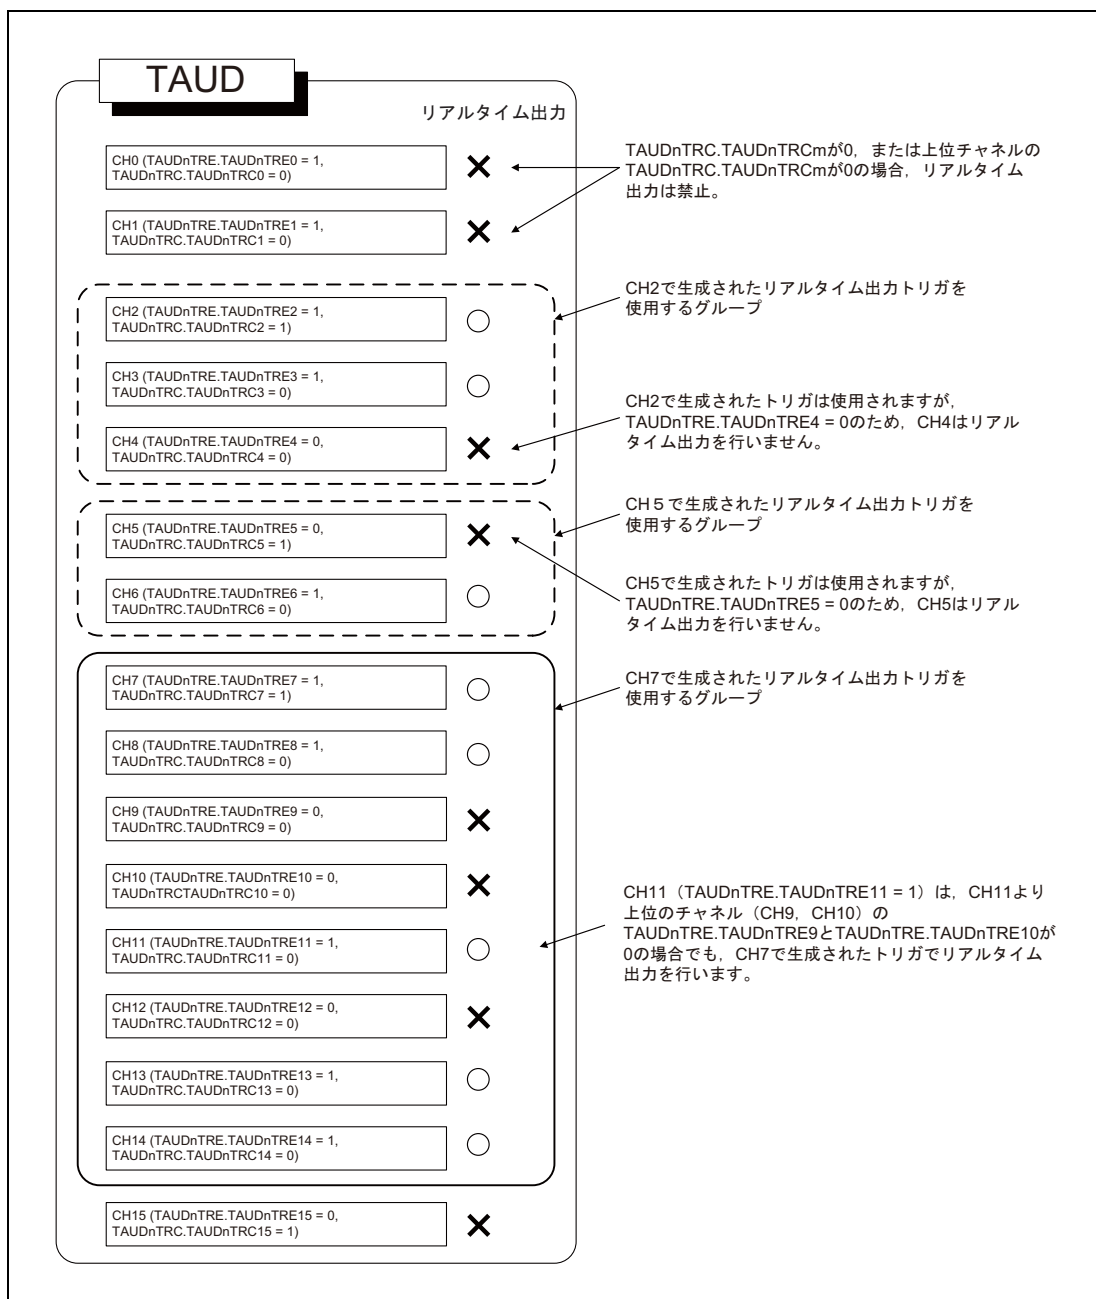 TAUD
リアルタイム出力
CH0 (TAUDnTRE.TAUDnTRE0 = 1,
TAUDnTRC.TAUDnTRC0 = 0)
TAUDnTRC.TAUDnTRCmが0，または上位チャネルの
TAUDnTRC.TAUDnTRCmが0の場合，リアルタイム
出力は禁止。
CH1 (TAUDnTRE.TAUDnTRE1 = 1,
TAUDnTRC.TAUDnTRC1 = 0)
CH2で生成されたリアルタイム出力トリガを
使用するグループ
CH2 (TAUDnTRE.TAUDnTRE2 = 1,
TAUDnTRC.TAUDnTRC2 = 1)
CH3 (TAUDnTRE.TAUDnTRE3 = 1,
TAUDnTRC.TAUDnTRC3 = 0)
CH2で生成されたトリガは使用されますが，
TAUDnTRE.TAUDnTRE4 = 0のため，CH4はリアル
タイム出力を行いません。
CH4 (TAUDnTRE.TAUDnTRE4 = 0,
TAUDnTRC.TAUDnTRC4 = 0)
CH５で生成されたリアルタイム出力トリガを
使用するグループ
CH5 (TAUDnTRE.TAUDnTRE5 = 0,
TAUDnTRC.TAUDnTRC5 = 1)
CH5で生成されたトリガは使用されますが，
TAUDnTRE.TAUDnTRE5 = 0のため，CH5はリアル
タイム出力を行いません。
CH6 (TAUDnTRE.TAUDnTRE6 = 1,
TAUDnTRC.TAUDnTRC6 = 0)
CH7で生成されたリアルタイム出力トリガを
使用するグループ
CH7 (TAUDnTRE.TAUDnTRE7 = 1,
TAUDnTRC.TAUDnTRC7 = 1)
CH8 (TAUDnTRE.TAUDnTRE8 = 1,
TAUDnTRC.TAUDnTRC8 = 0)
CH9 (TAUDnTRE.TAUDnTRE9 = 0,
TAUDnTRC.TAUDnTRC9 = 0)
CH10 (TAUDnTRE.TAUDnTRE10 = 0,
TAUDnTRCTAUDnTRC10 = 0)
CH11（TAUDnTRE.TAUDnTRE11 = 1）は，CH11より
上位のチャネル（CH9，CH10）の
TAUDnTRE.TAUDnTRE9とTAUDnTRE.TAUDnTRE10が
0の場合でも，CH7で生成されたトリガでリアルタイム
出力を行います。
CH11 (TAUDnTRE.TAUDnTRE11 = 1,
TAUDnTRC.TAUDnTRC11 = 0)
CH12 (TAUDnTRE.TAUDnTRE12 = 0,
TAUDnTRC.TAUDnTRC12 = 0)
CH13 (TAUDnTRE.TAUDnTRE13 = 1,
TAUDnTRC.TAUDnTRC13 = 0)
CH14 (TAUDnTRE.TAUDnTRE14 = 1,
TAUDnTRC.TAUDnTRC14 = 0)
CH15 (TAUDnTRE.TAUDnTRE15 = 0,
TAUDnTRC.TAUDnTRC15 = 1)